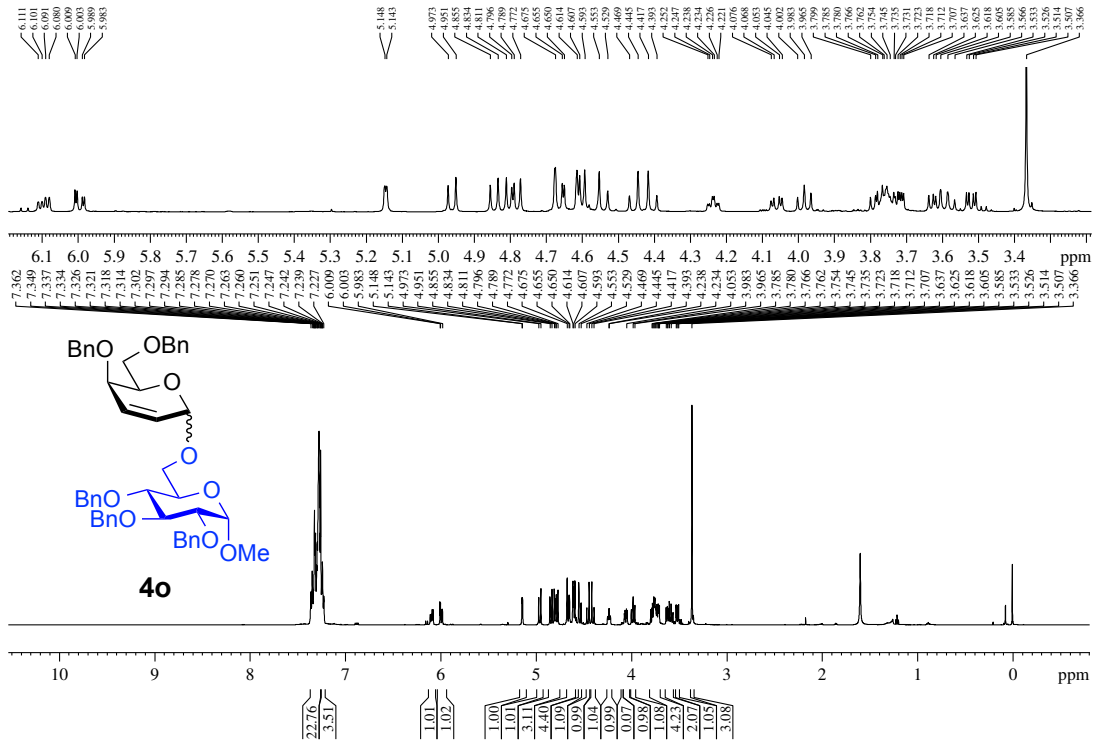 6.111 6.101 6.091 6.080 6.009 6.003 5.989 5.983 5.148 5.143 4.973 4.951 4.855 4.834 4.811 4.796 4.789 4.772 4.675 4.655 4.650 4.614 4.607 4.593 4.553 4.529 4.469 4.445 4.417 4.393 4.252 4.247 4.238 4.234 4.226 4.221 4.076 4.068 4.053 4.045 4.002 3.983 3.965 3.799 3.785 3.780 3.766 3.762 3.754 3.745 3.735 3.731 3.723 3.718 3.712 3.707 3.637 3.625 3.618 3.605 3.585 3.566 3.533 3.526 3.514 3.507 3.366
6.1 6.0 5.9 5.8 5.7 5.6 5.5 5.4 5.3 5.2 5.1 5.0 4.9 4.8 4.7 4.6 4.5 4.4 4.3 4.2 4.1 4.0 3.9 3.8 3.7 3.6 3.5 3.4 ppm
7.362 7.349 7.337 7.334 7.326 7.321 7.318 7.314 7.302 7.297 7.294 7.285 7.278 7.270 7.263 7.260 7.251 7.247 7.242 7.239 7.227 6.009 6.003 5.983 5.148 5.143 4.973 4.951 4.855 4.834 4.811 4.796 4.789 4.772 4.675 4.655 4.650 4.614 4.607 4.593 4.553 4.529 4.469 4.445 4.417 4.393 4.238 4.234 4.053 3.983 3.965 3.785 3.780 3.766 3.762 3.754 3.745 3.735 3.723 3.718 3.712 3.707 3.637 3.625 3.618 3.605 3.585 3.533 3.526 3.514 3.507 3.366
BnO OBn
O
O
BnO O
BnO
BnO OMe
4o
10 9 8 7 6 5 4 3 2 1 0 ppm
22.76 3.51 1.01 1.02 1.00 1.01 3.11 4.40 1.09 0.99 1.04 0.99 0.07 0.98 1.08 4.23 2.07 1.05 3.08